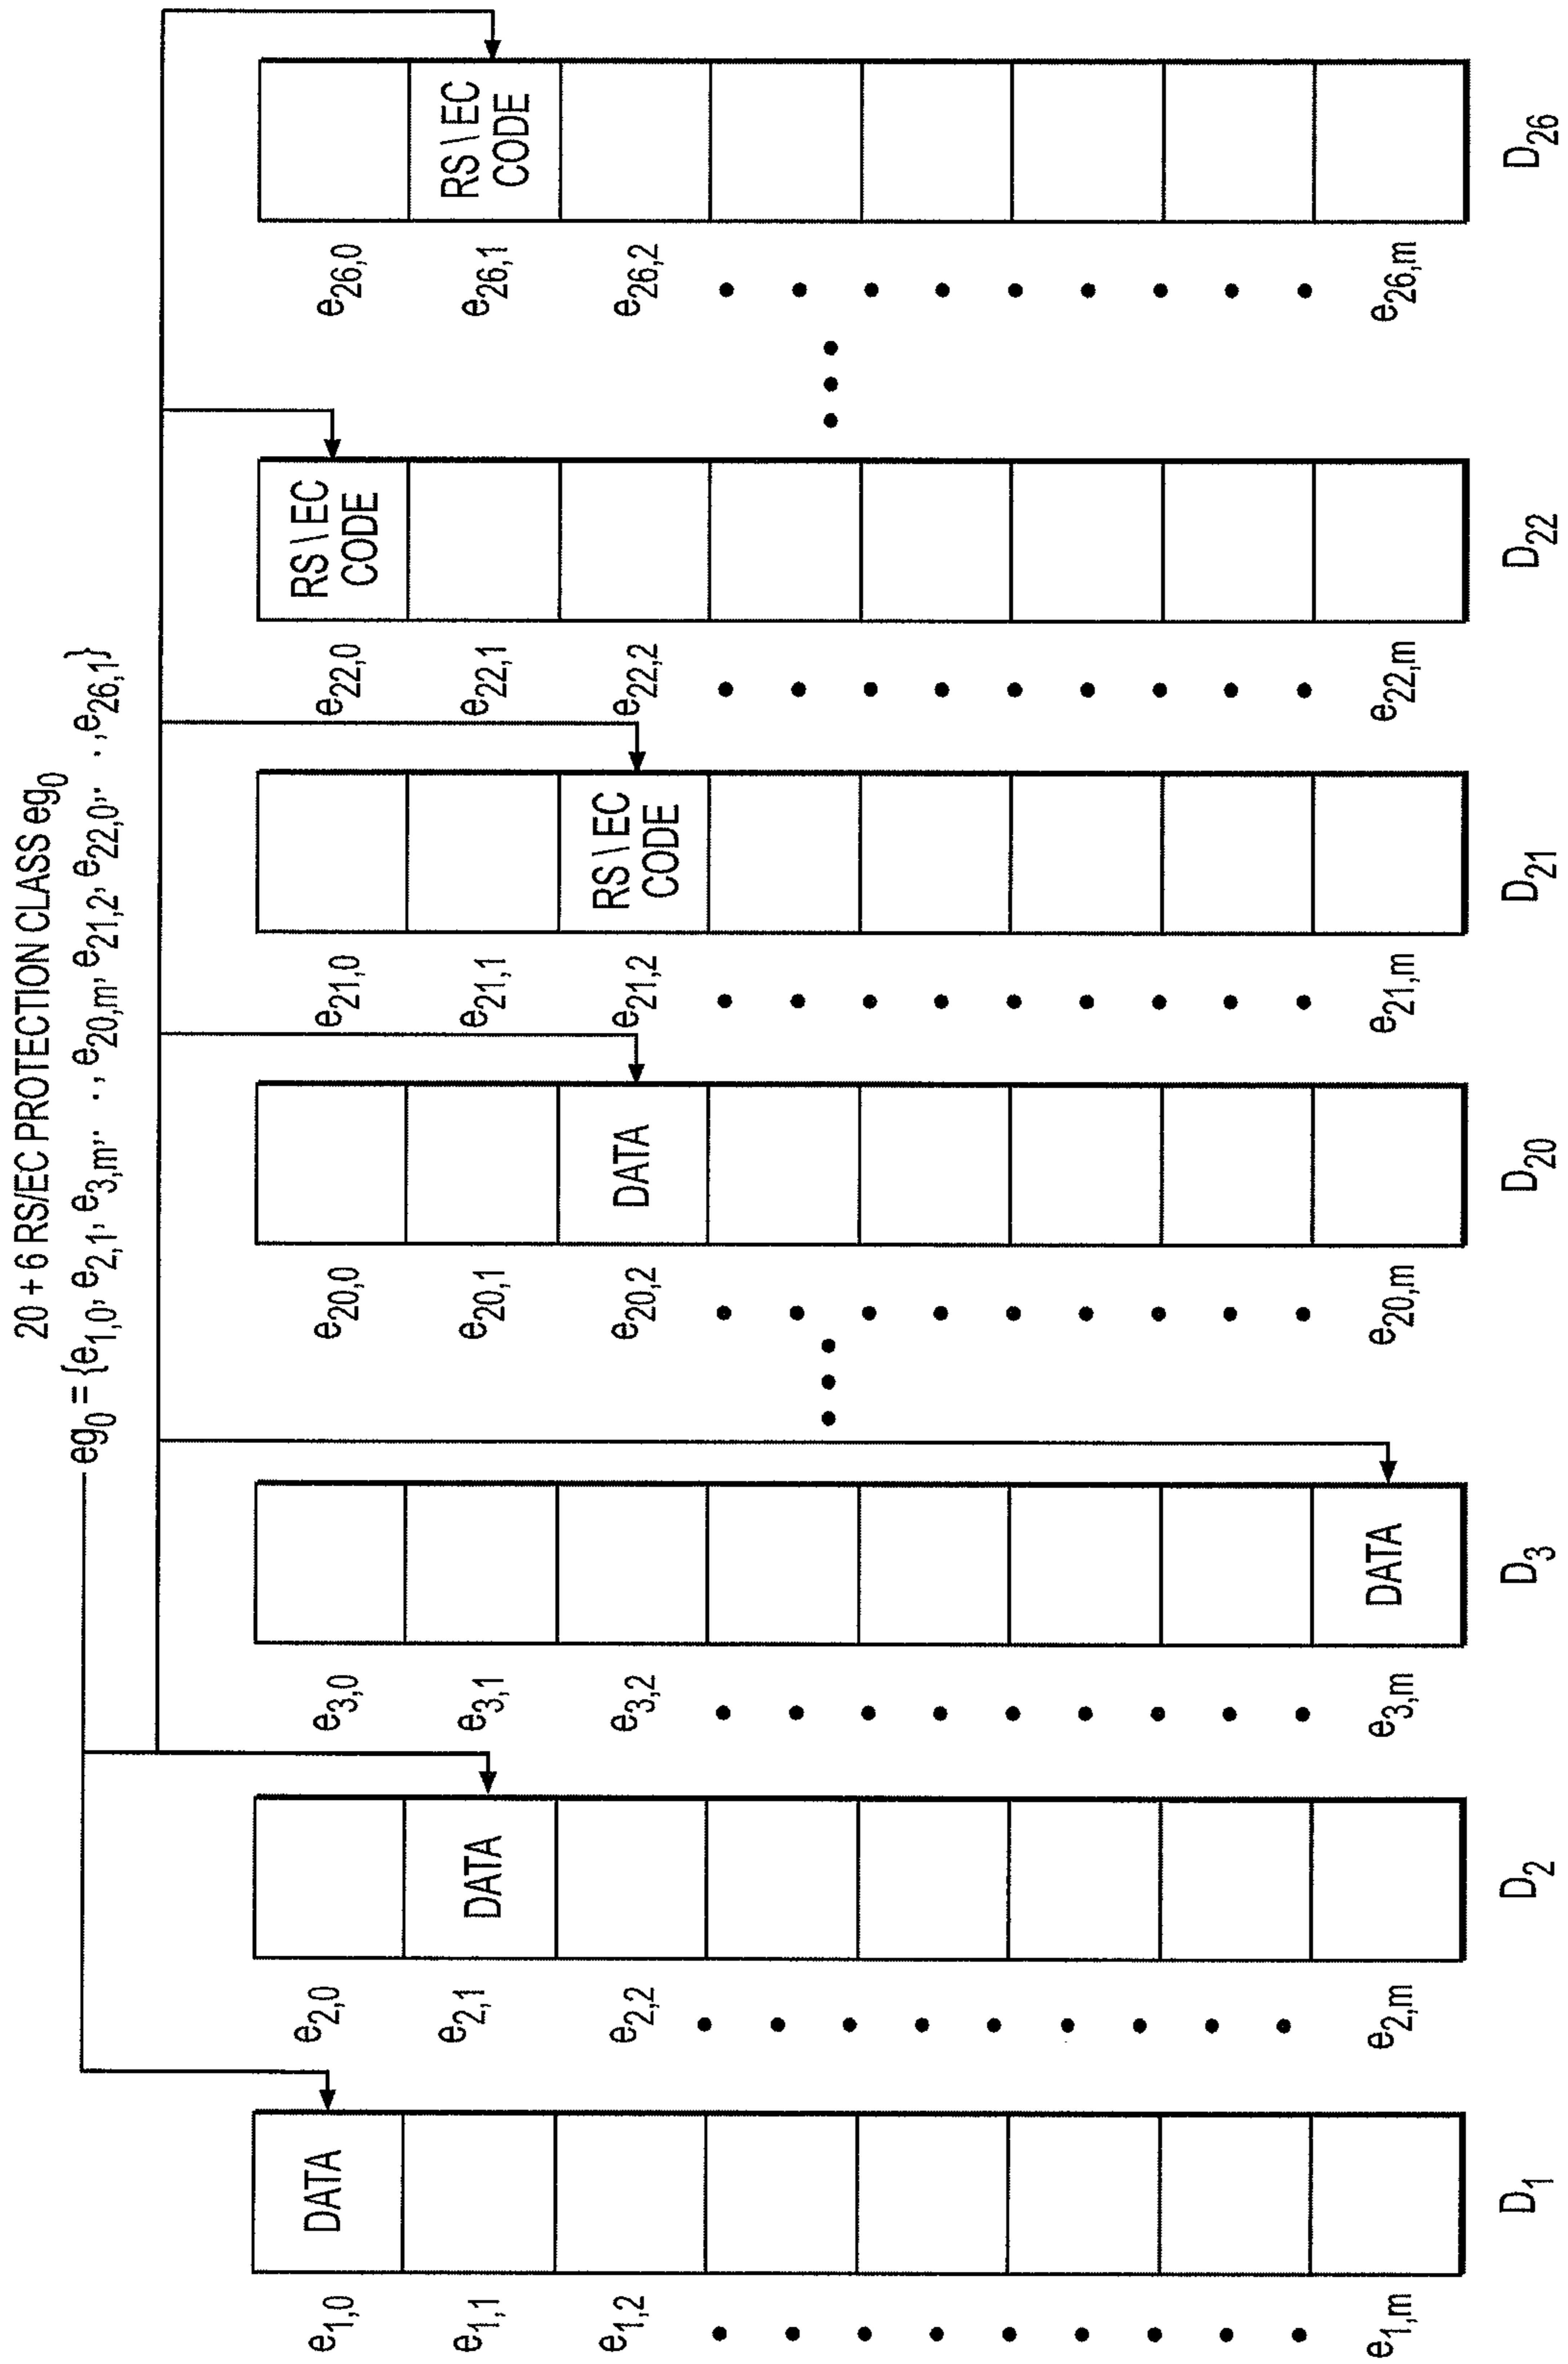 20 + 6 RS/EC PROTECTION CLASS eg₀
eg₀ = {e₁,₀, e₂,₁, e₃,ₘ, . ., e₂₀,ₘ, e₂₁,₂, e₂₂,₀, . ., e₂₆,₁}
e₁,₀
e₁,₁
e₁,₂
e₁,ₘ
DATA
D₁
e₂,₀
e₂,₁
e₂,₂
e₂,ₘ
DATA
D₂
e₃,₀
e₃,₁
e₃,₂
e₃,ₘ
DATA
D₃
e₂₀,₀
e₂₀,₁
e₂₀,₂
e₂₀,ₘ
DATA
D₂₀
e₂₁,₀
e₂₁,₁
e₂₁,₂
e₂₁,ₘ
RS \ EC
CODE
D₂₁
e₂₂,₀
e₂₂,₁
e₂₂,₂
e₂₂,ₘ
RS \ EC
CODE
D₂₂
e₂₆,₀
e₂₆,₁
e₂₆,₂
e₂₆,ₘ
RS \ EC
CODE
D₂₆